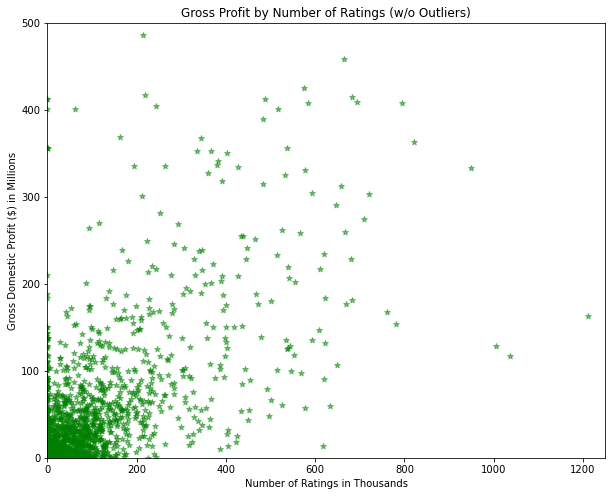 Gross Profit by Number of Ratings (w/o Outliers)
Gross Domestic Profit ($) in Millions
500
400
300
200
100
0
0 200 400 600 800 1000 1200
Number of Ratings in Thousands